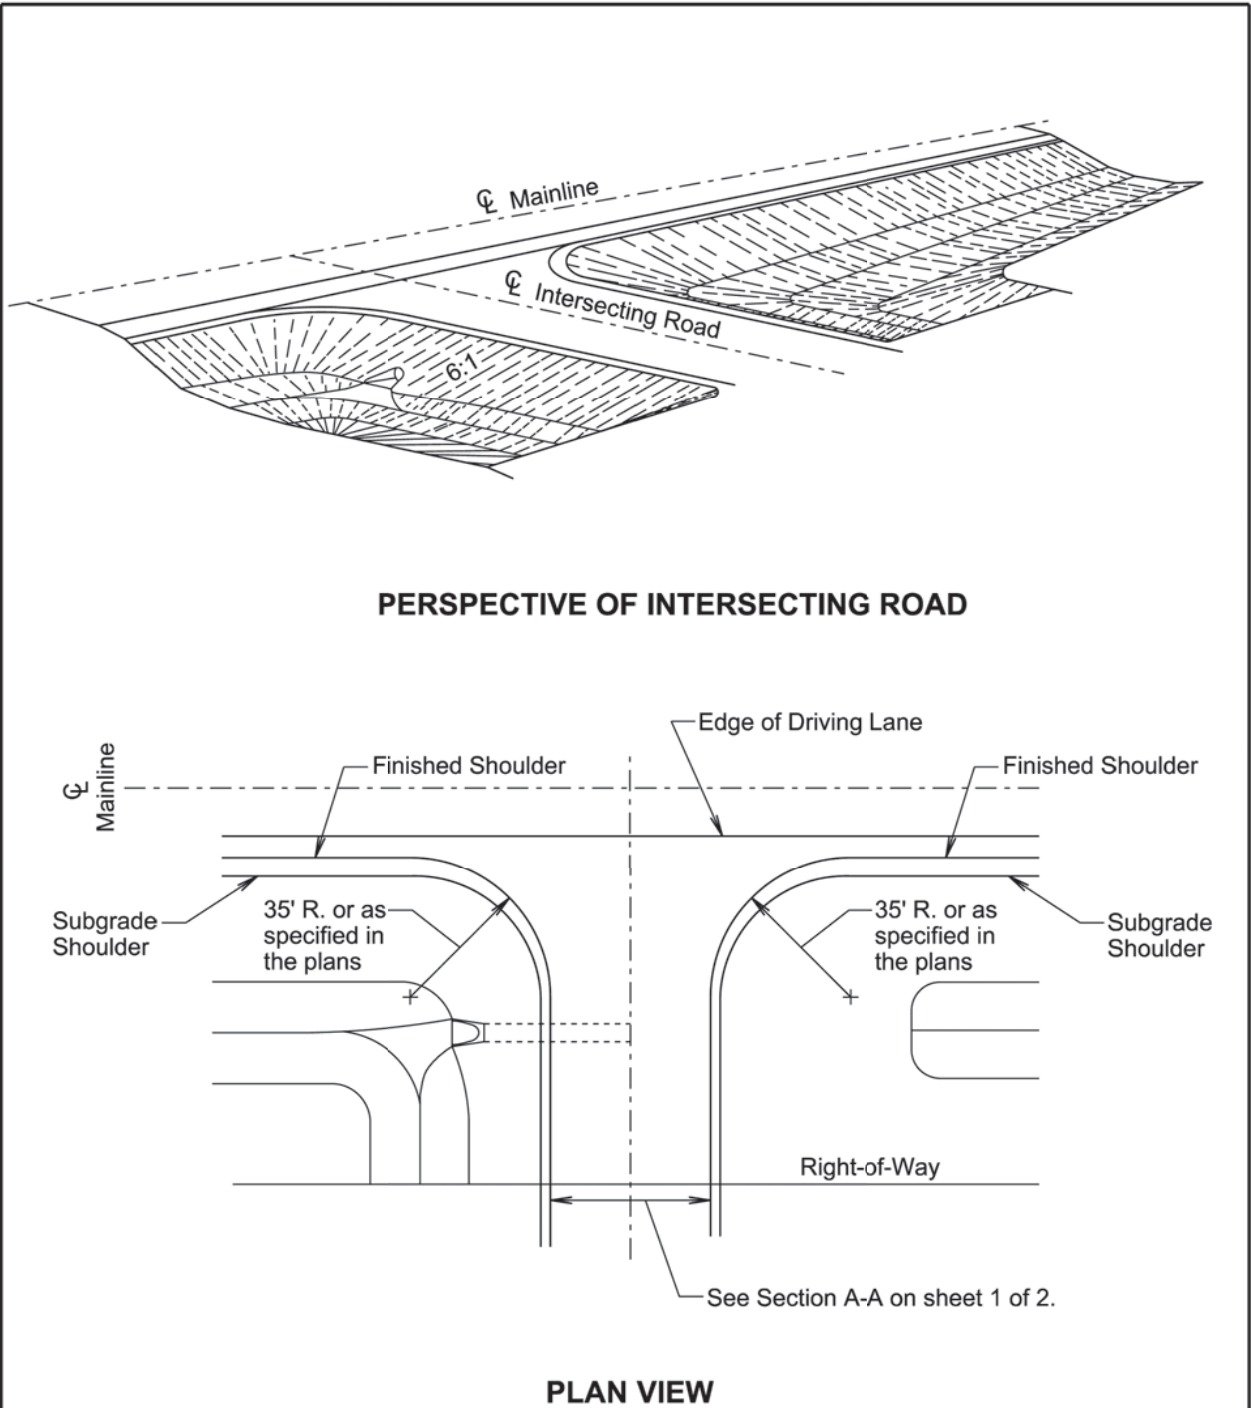 ℄ Mainline
℄ Intersecting Road
6:1
PERSPECTIVE OF INTERSECTING ROAD
Edge of Driving Lane
Finished Shoulder
Finished Shoulder
℄
Mainline
Subgrade
Shoulder
35' R. or as
specified in
the plans
35' R. or as
specified in
the plans
Subgrade
Shoulder
Right-of-Way
See Section A-A on sheet 1 of 2.
PLAN VIEW